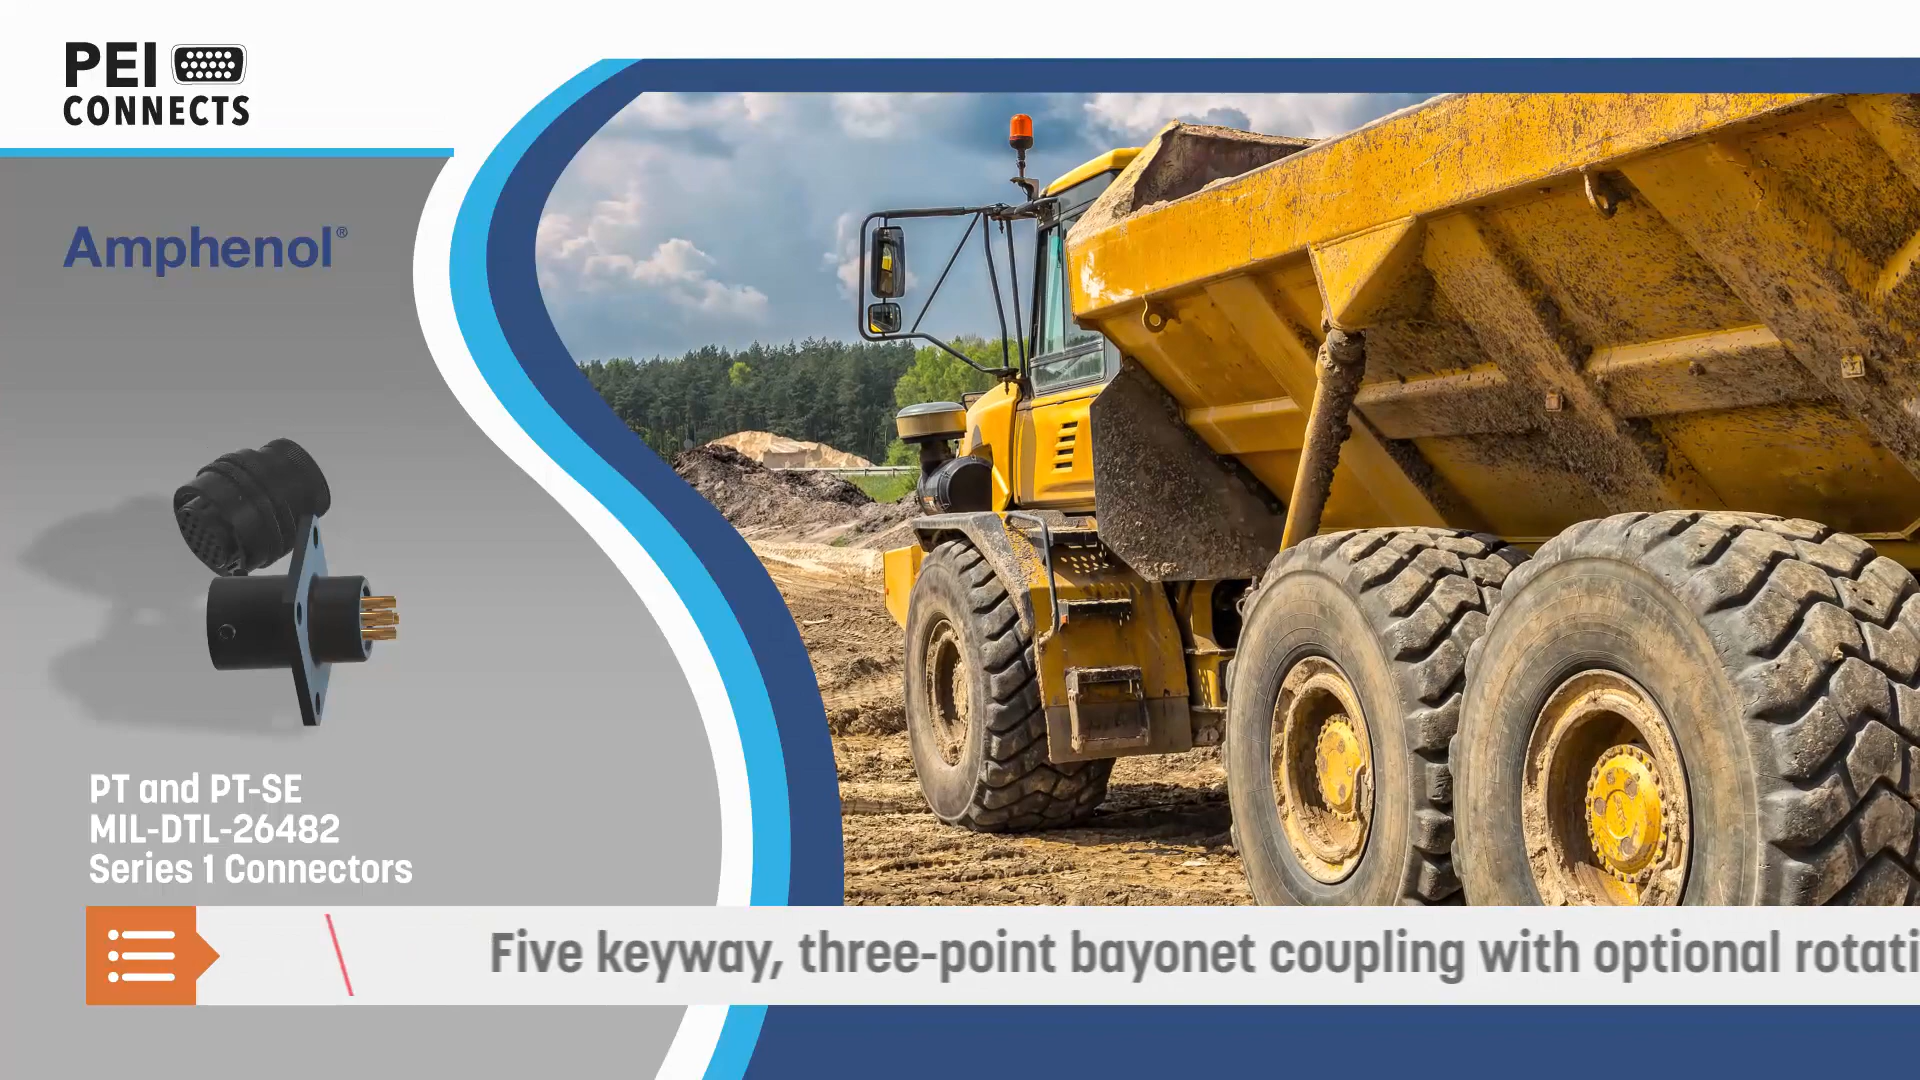 PEI
CONNECTS
Amphenol®
PT and PT-SE
MIL-DTL-26482
Series 1 Connectors
Five keyway, three-point bayonet coupling with optional rotati